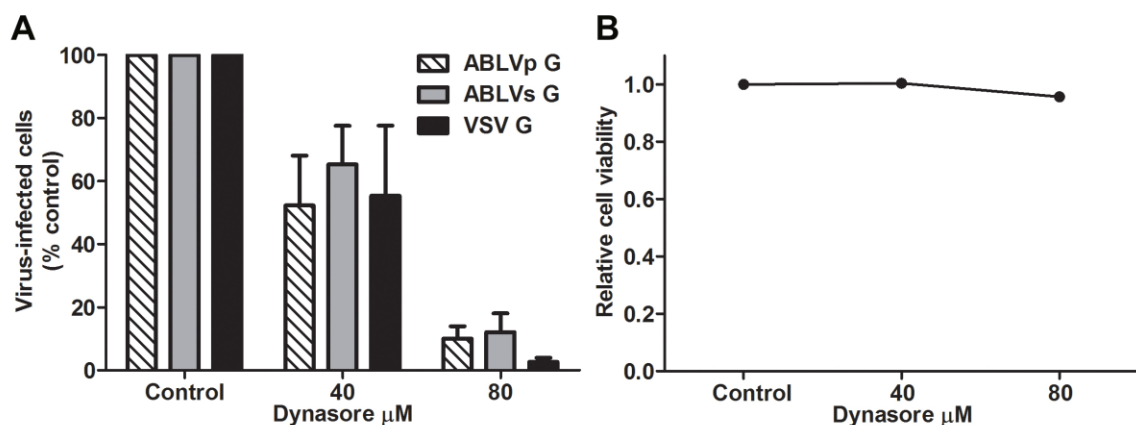 A
Virus-infected cells
(% control)
100
80
60
40
20
0
ABLVp G
ABLVs G
VSV G
Control
40
80
Dynasore μM
B
Relative cell viability
1.0
0.8
0.6
0.4
0.2
0.0
Control
40
80
Dynasore μM